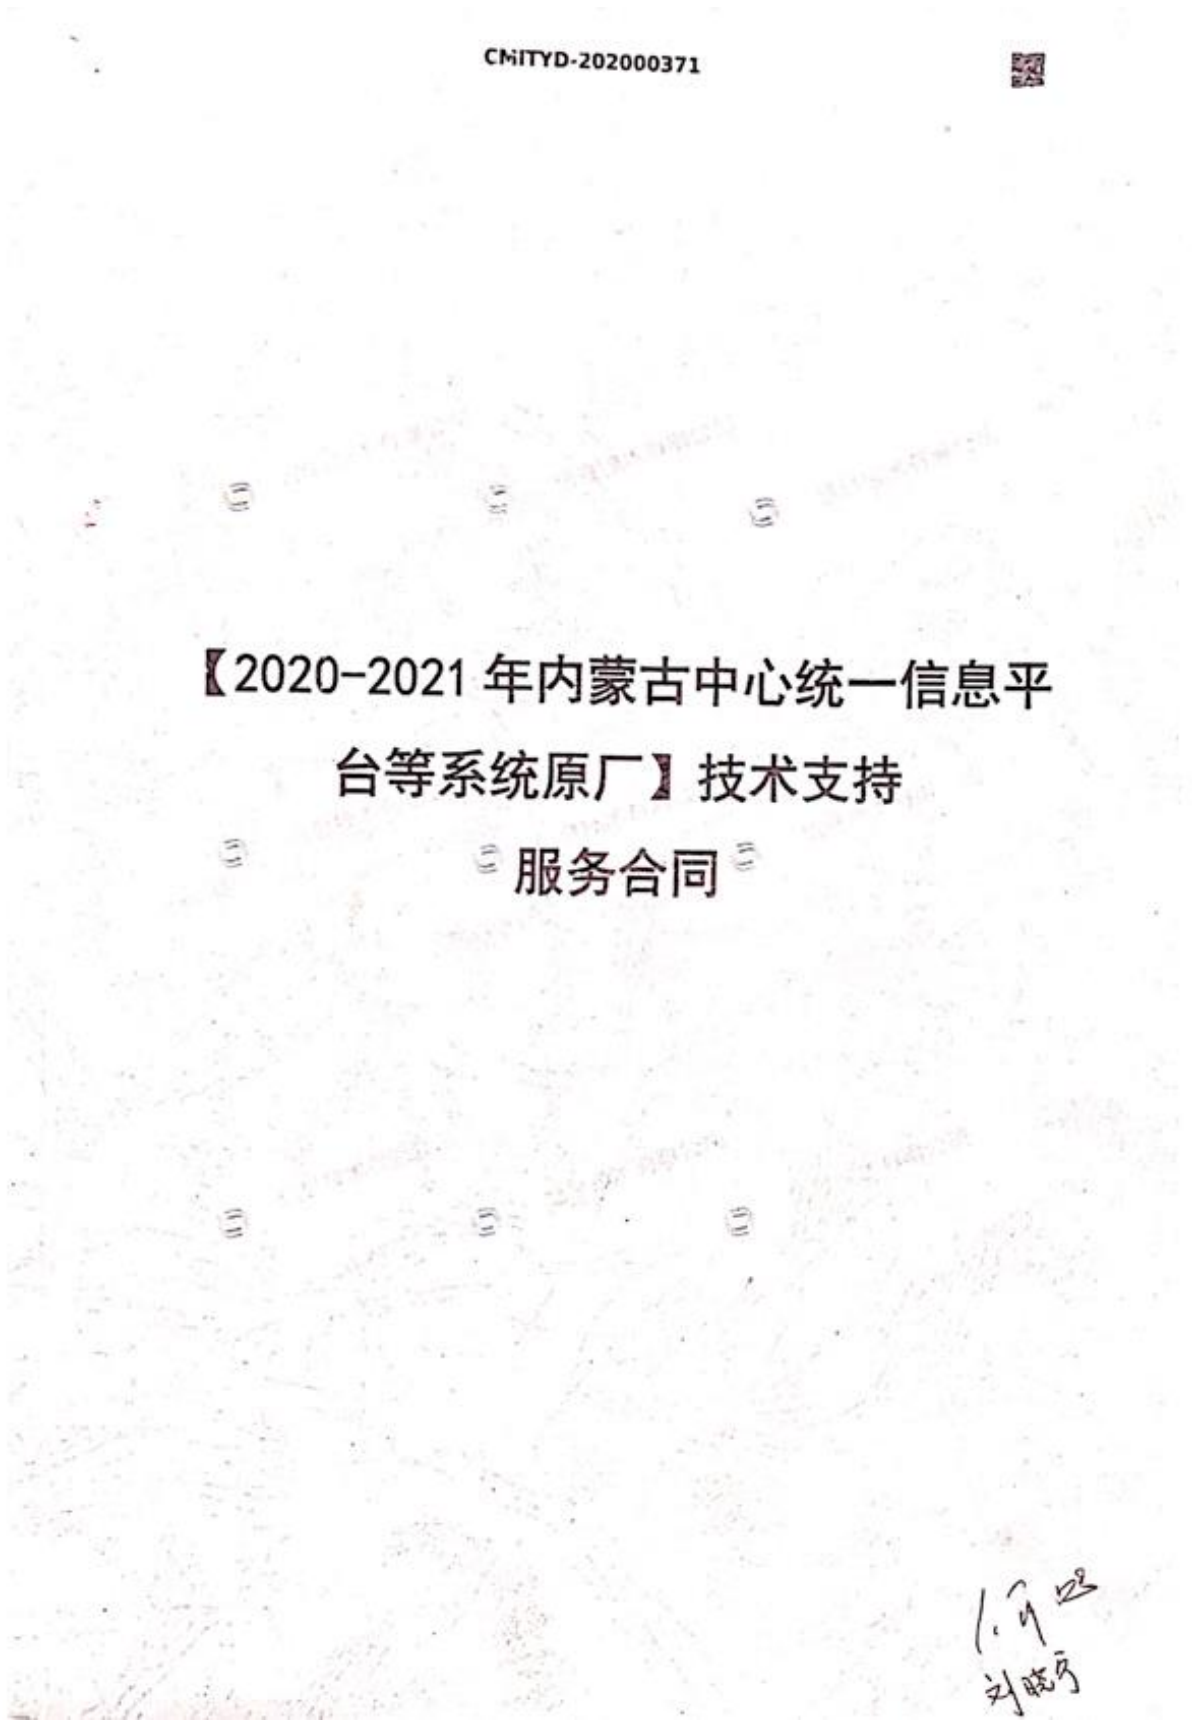 CMITYD-202000371
【2020-2021年内蒙古中心统一信息平
台等系统原厂】技术支持
服务合同
刘晓亮